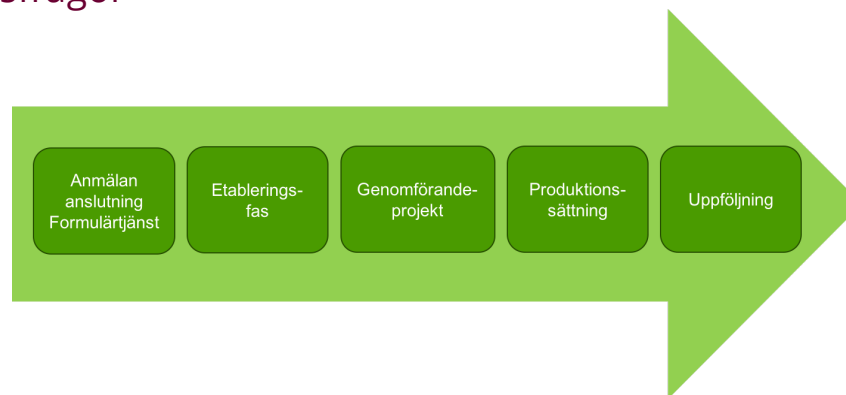 Anmälan
anslutning
Formulärtjänst
Etablerings-
fas
Genomförande-
projekt
Produktions-
sättning
Uppföljning